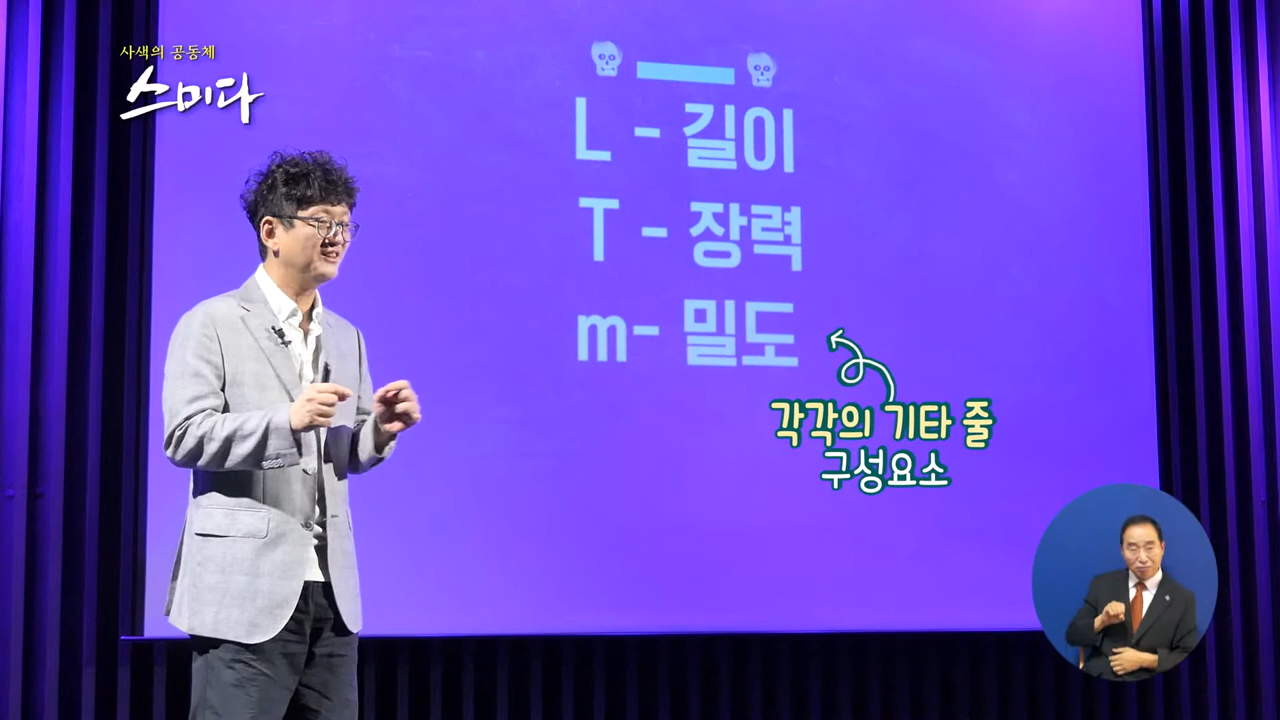 사색의 공동체
스미다
L - 길이
T - 장력
m- 밀도
각각의 기타 줄
구성요소